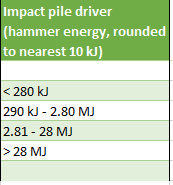 Impact pile driver
(hammer energy, rounded
to nearest 10 kJ)
< 280 kJ
290 kJ - 2.80 MJ
2.81 - 28 MJ
> 28 MJ